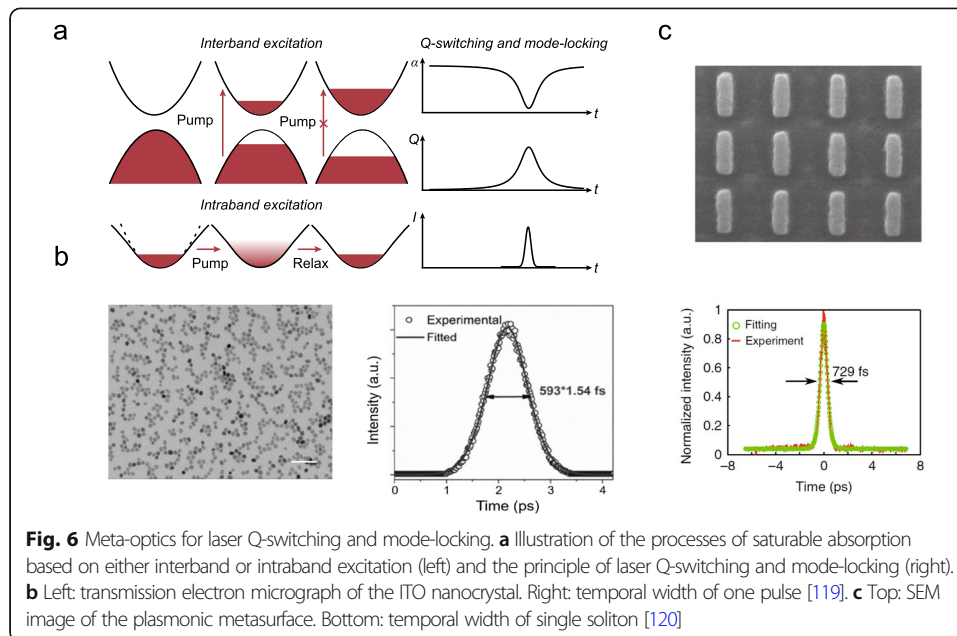 a
Interband excitation
Q-switching and mode-locking
c
α
Pump
Pump
t
Q
t
Intraband excitation
I
b
Pump
Relax
t
Experimental
Fitted
593*1.54 fs
Intensity (a.u.)
0 1 2 3 4
Time (ps)
Normalized intensity (a.u.)
1
0.8
0.6
0.4
0.2
0
Fitting
Experiment
729 fs
−8 −4 0 4 8
Time (ps)
Fig. 6 Meta-optics for laser Q-switching and mode-locking. a Illustration of the processes of saturable absorption
based on either interband or intraband excitation (left) and the principle of laser Q-switching and mode-locking (right).
b Left: transmission electron micrograph of the ITO nanocrystal. Right: temporal width of one pulse [119]. c Top: SEM
image of the plasmonic metasurface. Bottom: temporal width of single soliton [120]